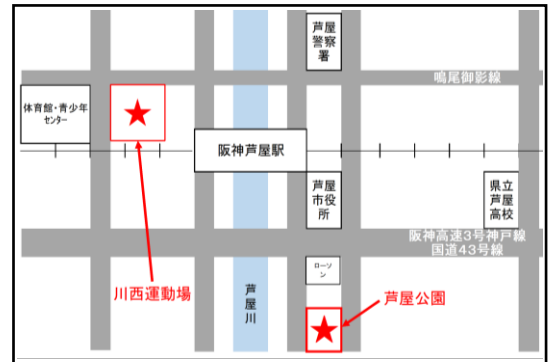 芦屋
警察
署
鳴尾御影線
体育館・青少年
センター
阪神芦屋駅
芦屋
市役
所
県立
芦屋
高校
阪神高速3号神戸線
国道43号線
ローソ
ン
川西運動場
芦
屋
川
芦屋公園